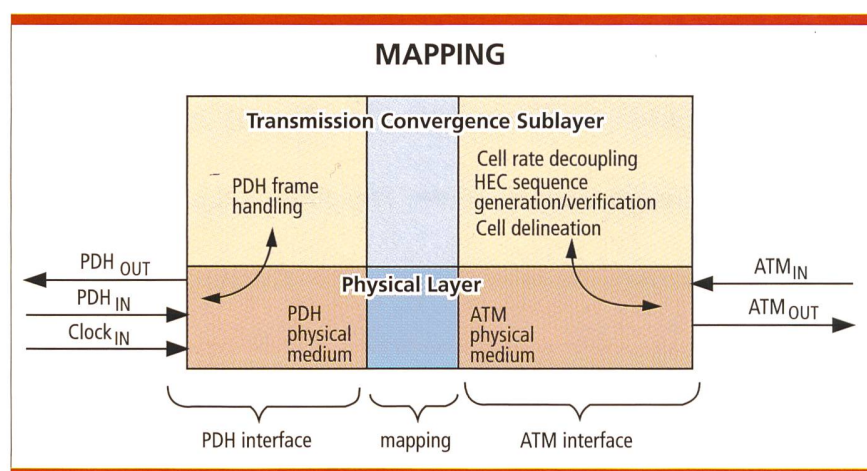 MAPPING
Transmission Convergence Sublayer
PDH frame
handling
Cell rate decoupling
HEC sequence
generation/verification
Cell delineation
PDH OUT
PDH IN
Clock IN
Physical Layer
PDH
physical
medium
ATM
physical
medium
ATM IN
ATM OUT
PDH interface
mapping
ATM interface